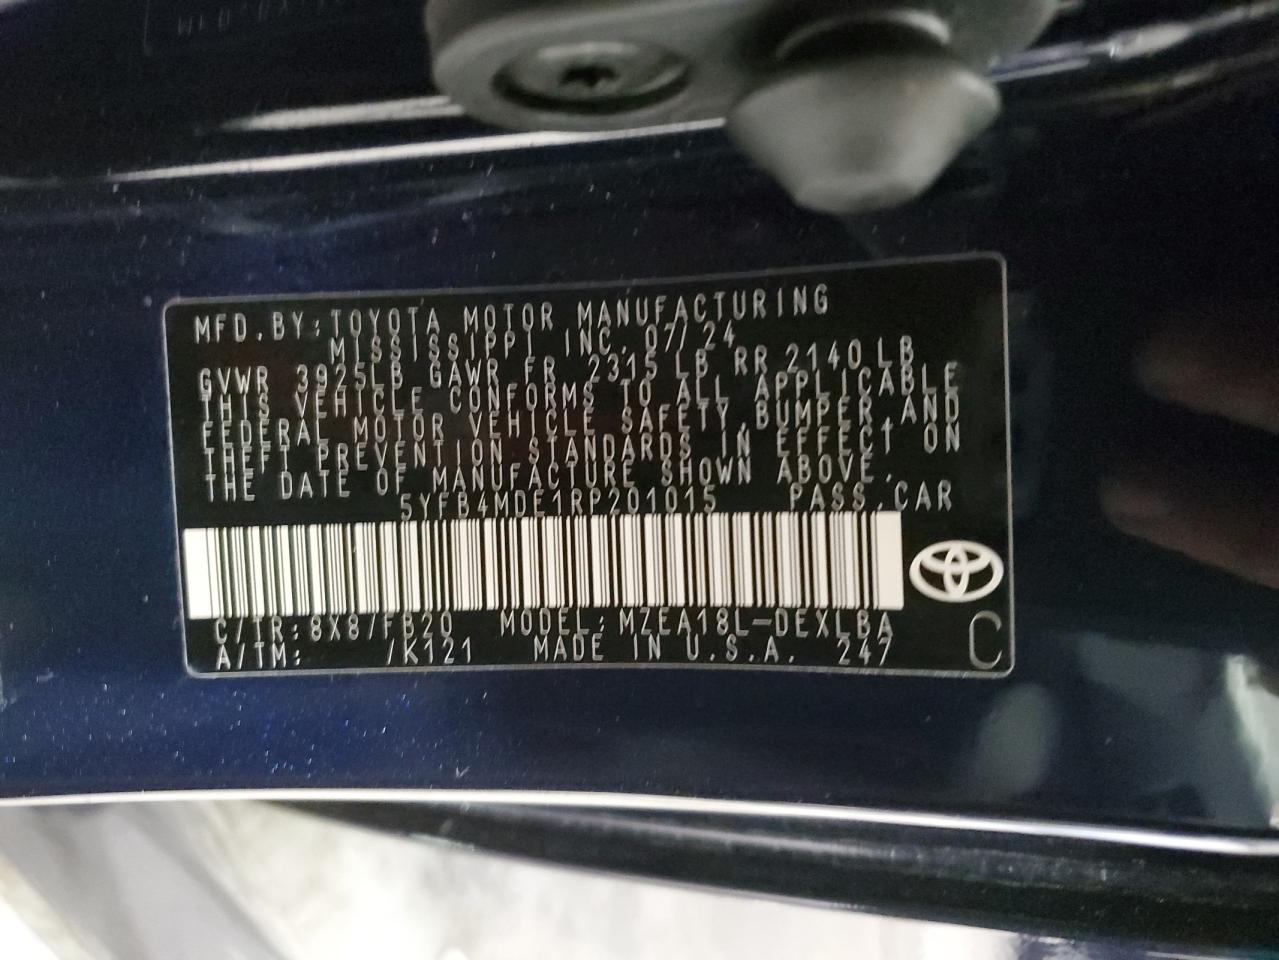 MFD.BY:TOYOTA MOTOR MANUFACTURING
MISSISSIPPI INC. 07/24
GVWR 3925LB GAWR FR 2315 LB RR 2140LB
THIS VEHICLE CONFORMS TO ALL APPLICABLE
FEDERAL MOTOR VEHICLE SAFETY,BUMPER,AND
THEFT PREVENTION STANDARDS IN EFFECT ON
THE DATE OF MANUFACTURE SHOWN ABOVE.
5YFB4MDE1RP201015 PASS.CAR
C/TR:8X8/FB20 MODEL:MZEA18L-DEXLBA
A/TM: /K121 MADE IN U.S.A. 247
C